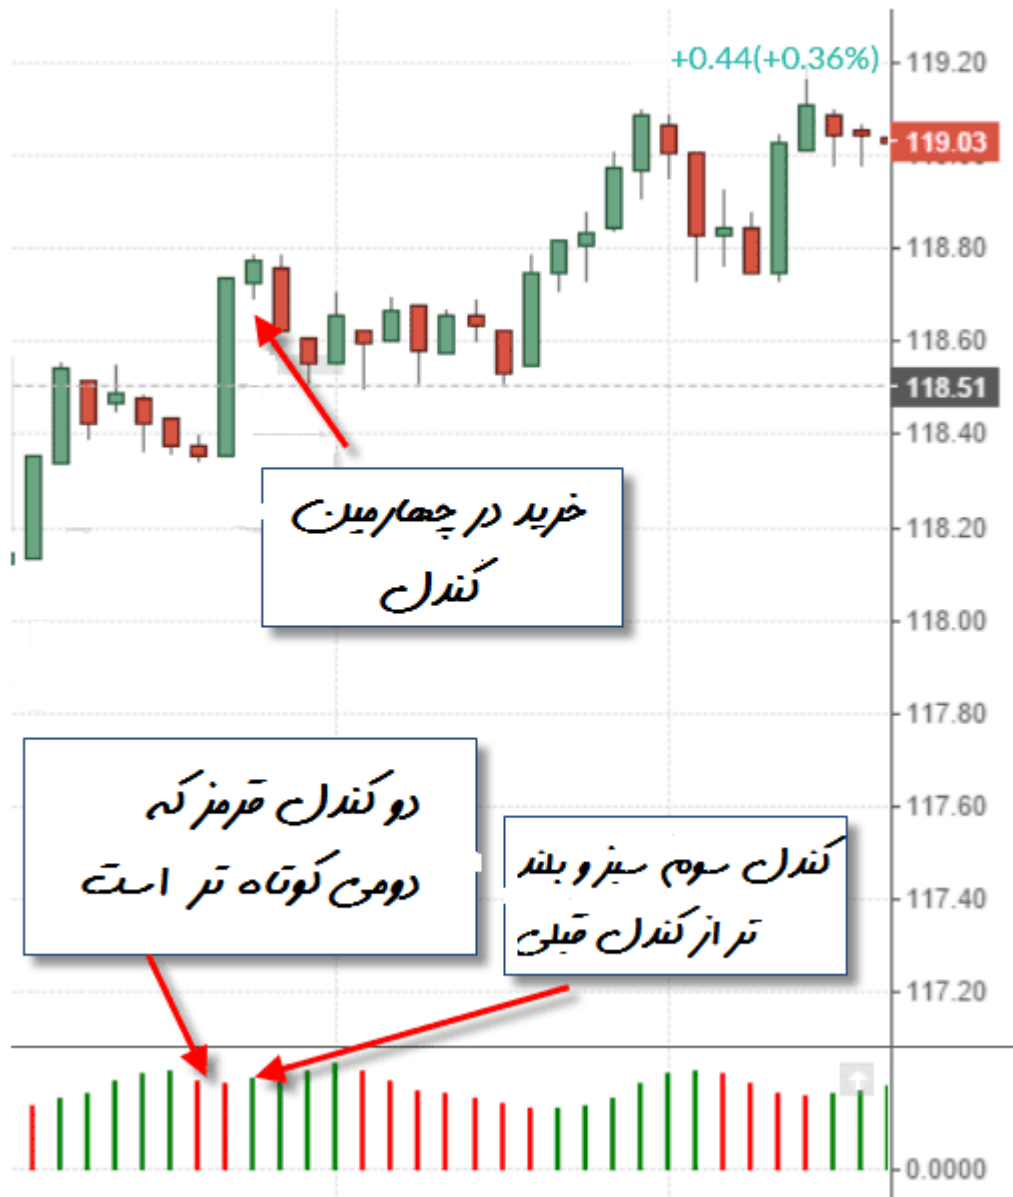 +0.44(+0.36%)
119.20
119.03
118.80
118.60
118.51
118.40
خرید در چهارمین
کندل
118.20
118.00
117.80
دو کندل قرمز که
دومی کوتاه تر است
117.60
کندل سوم سبز و بلند
تر از کندل قبلی
117.40
117.20
0.0000